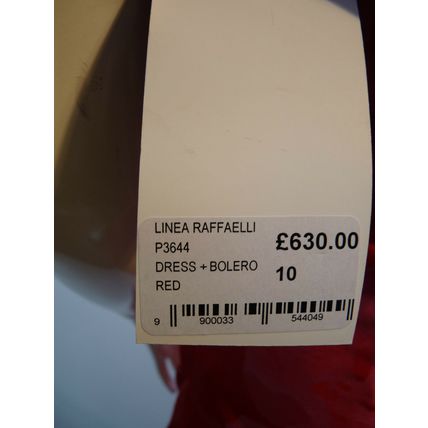 LINEA RAFFAELLI
P3644
£630.00
DRESS + BOLERO
10
RED
9 900033 544049